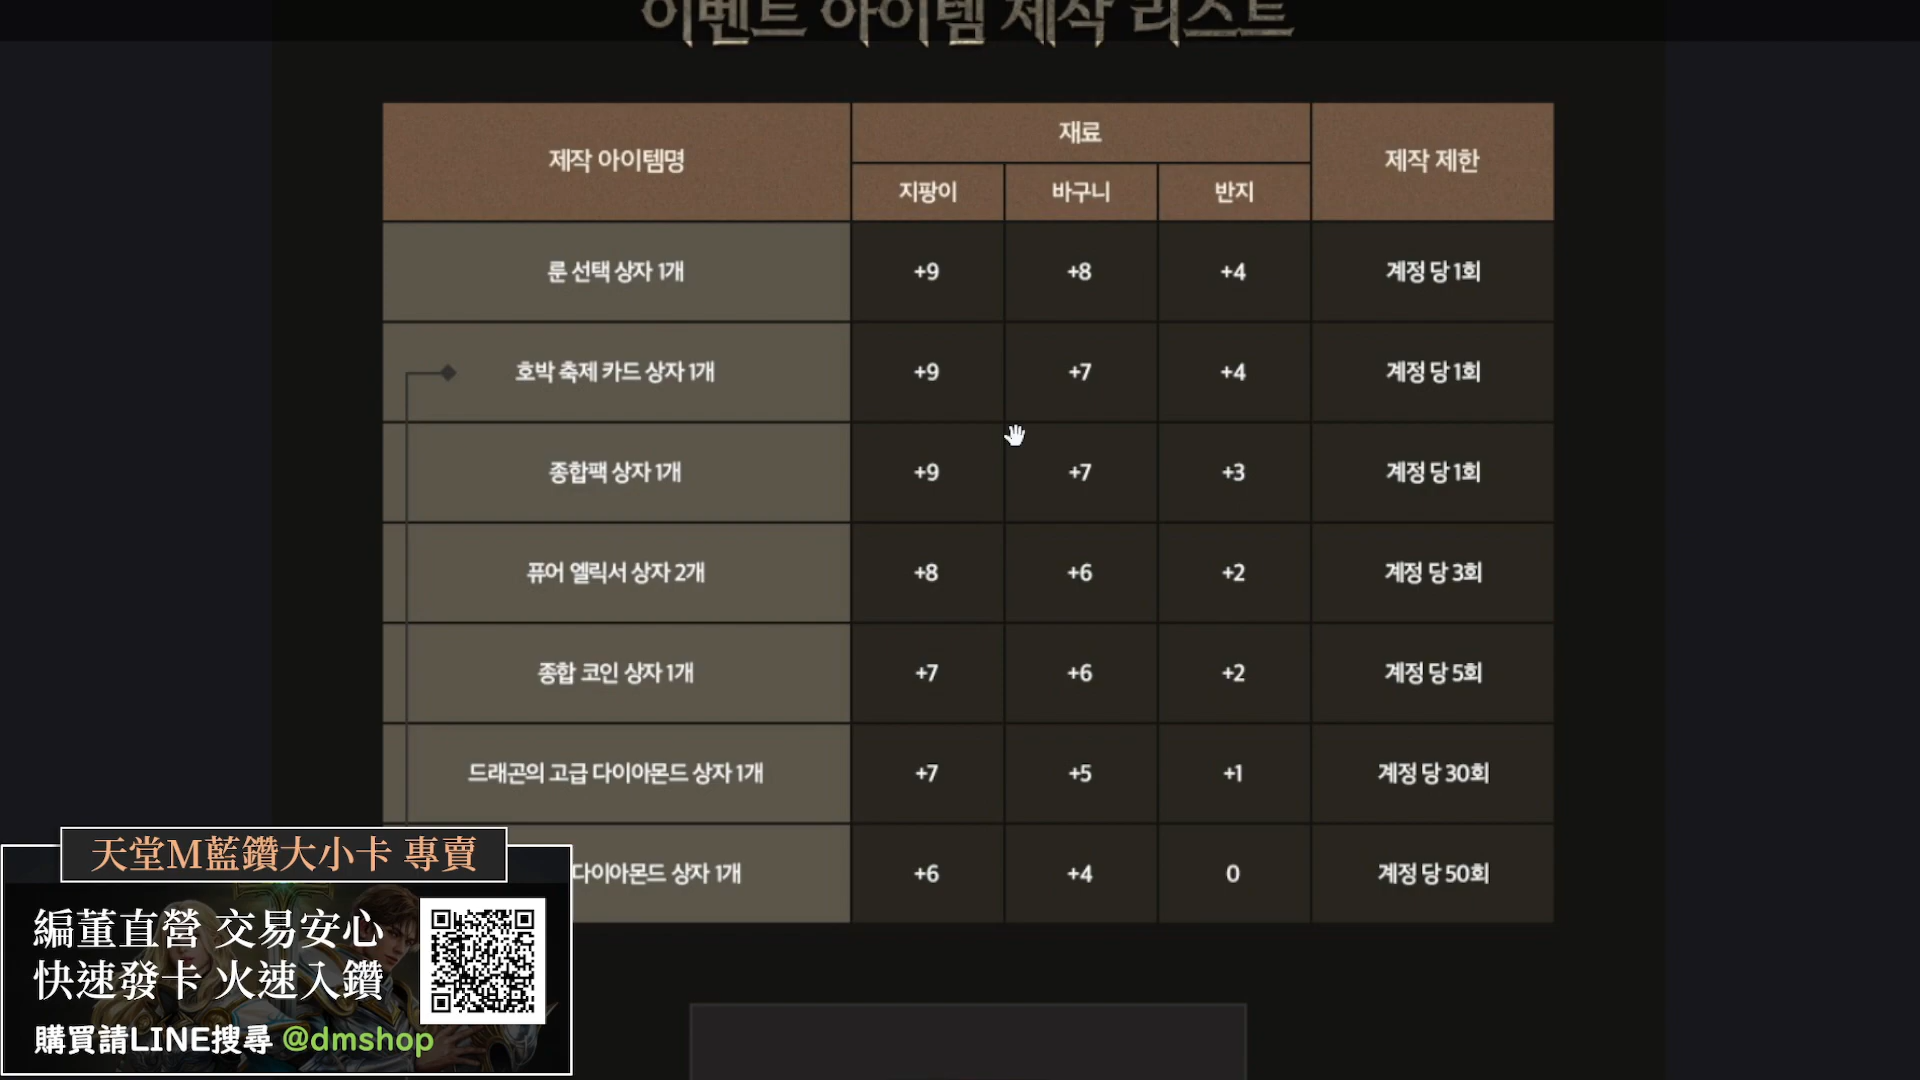 이벤트 아이템 제작 리스트
제작 아이템명 재료 제작 제한
지팡이 바구니 반지
룬 선택 상자 1개 +9 +8 +4 계정 당 1회
호박 축제 카드 상자 1개 +9 +7 +4 계정 당 1회
종합팩 상자 1개 +9 +7 +3 계정 당 1회
퓨어 엘릭서 상자 2개 +8 +6 +2 계정 당 3회
종합 코인 상자 1개 +7 +6 +2 계정 당 5회
드래곤의 고급 다이아몬드 상자 1개 +7 +5 +1 계정 당 30회
다이아몬드 상자 1개 +6 +4 0 계정 당 50회
天堂M藍鑽大小卡 專賣
編董直營 交易安心
快速發卡 火速入鑽
購買請LINE搜尋 @dmshop